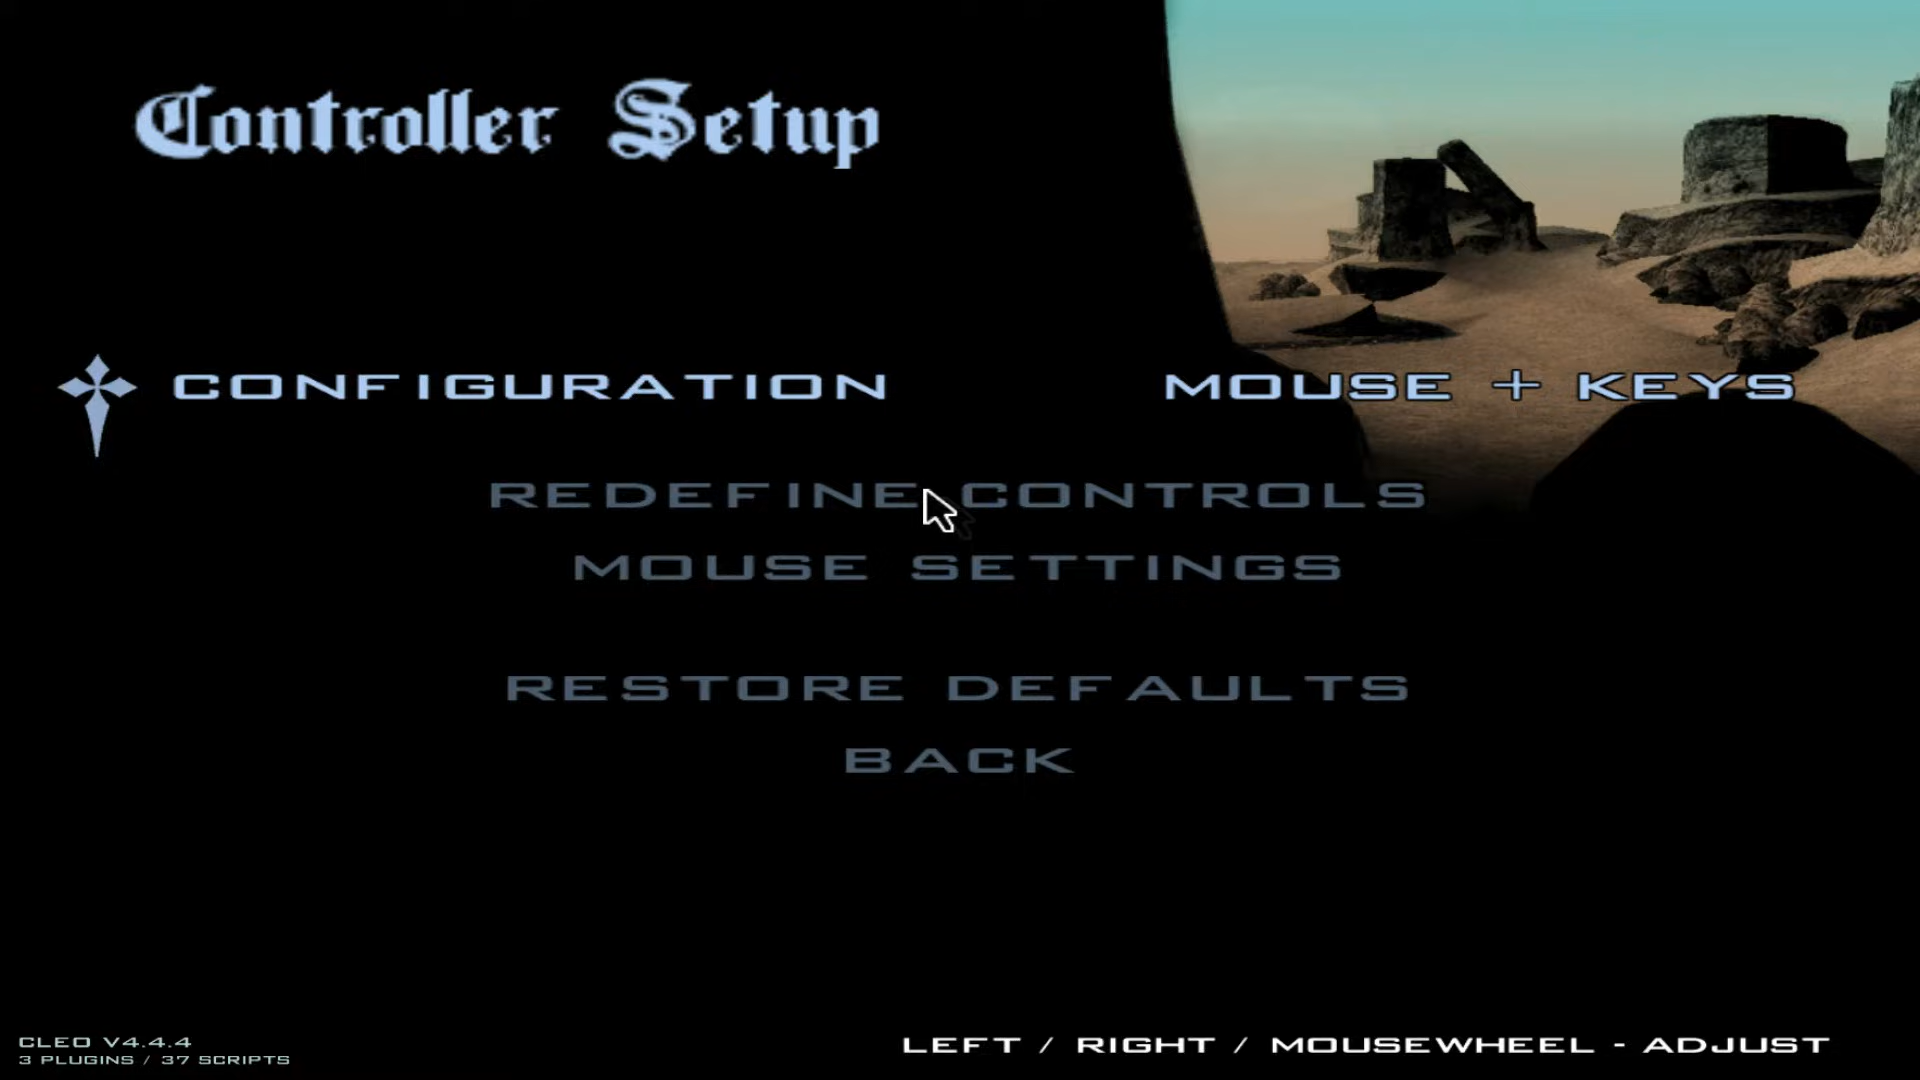 Controller Setup
CONFIGURATION MOUSE + KEYS
REDEFINE CONTROLS
MOUSE SETTINGS
RESTORE DEFAULTS
BACK
CLEO V4.4.4
3 PLUGINS / 37 SCRIPTS
LEFT / RIGHT / MOUSEWHEEL - ADJUST